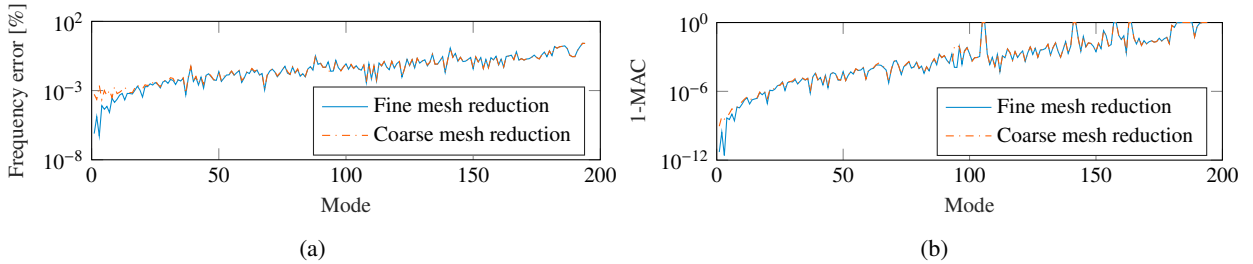 Frequency error [%]
10^2
10^−3
10^−8
Fine mesh reduction
Coarse mesh reduction
0 50 100 150 200
Mode
(a)
1-MAC
10^0
10^−6
10^−12
Fine mesh reduction
Coarse mesh reduction
0 50 100 150 200
Mode
(b)